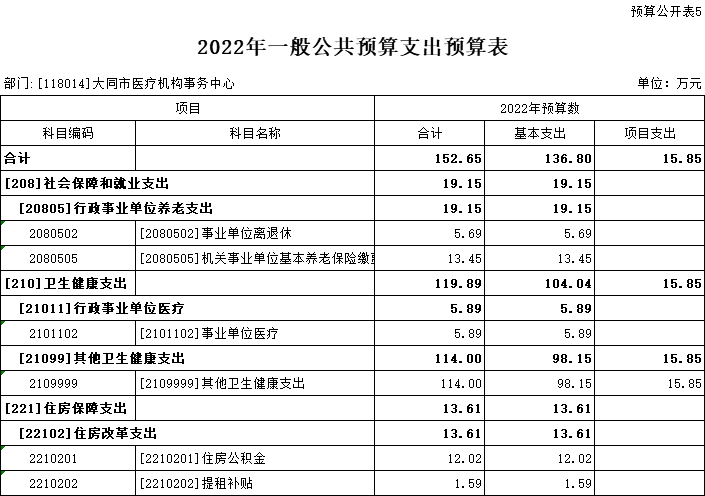 预算公开表5
2022年一般公共预算支出预算表
部门:[118014]大同市医疗机构事务中心 单位：万元
项目 2022年预算数
科目编码 科目名称 合计 基本支出 项目支出
合计 152.65 136.80 15.85
[208]社会保障和就业支出 19.15 19.15
[20805]行政事业单位养老支出 19.15 19.15
2080502 [2080502]事业单位离退休 5.69 5.69
2080505 [2080505]机关事业单位基本养老保险缴 13.45 13.45
[210]卫生健康支出 119.89 104.04 15.85
[21011]行政事业单位医疗 5.89 5.89
2101102 [2101102]事业单位医疗 5.89 5.89
[21099]其他卫生健康支出 114.00 98.15 15.85
2109999 [2109999]其他卫生健康支出 114.00 98.15 15.85
[221]住房保障支出 13.61 13.61
[22102]住房改革支出 13.61 13.61
2210201 [2210201]住房公积金 12.02 12.02
2210202 [2210202]提租补贴 1.59 1.59